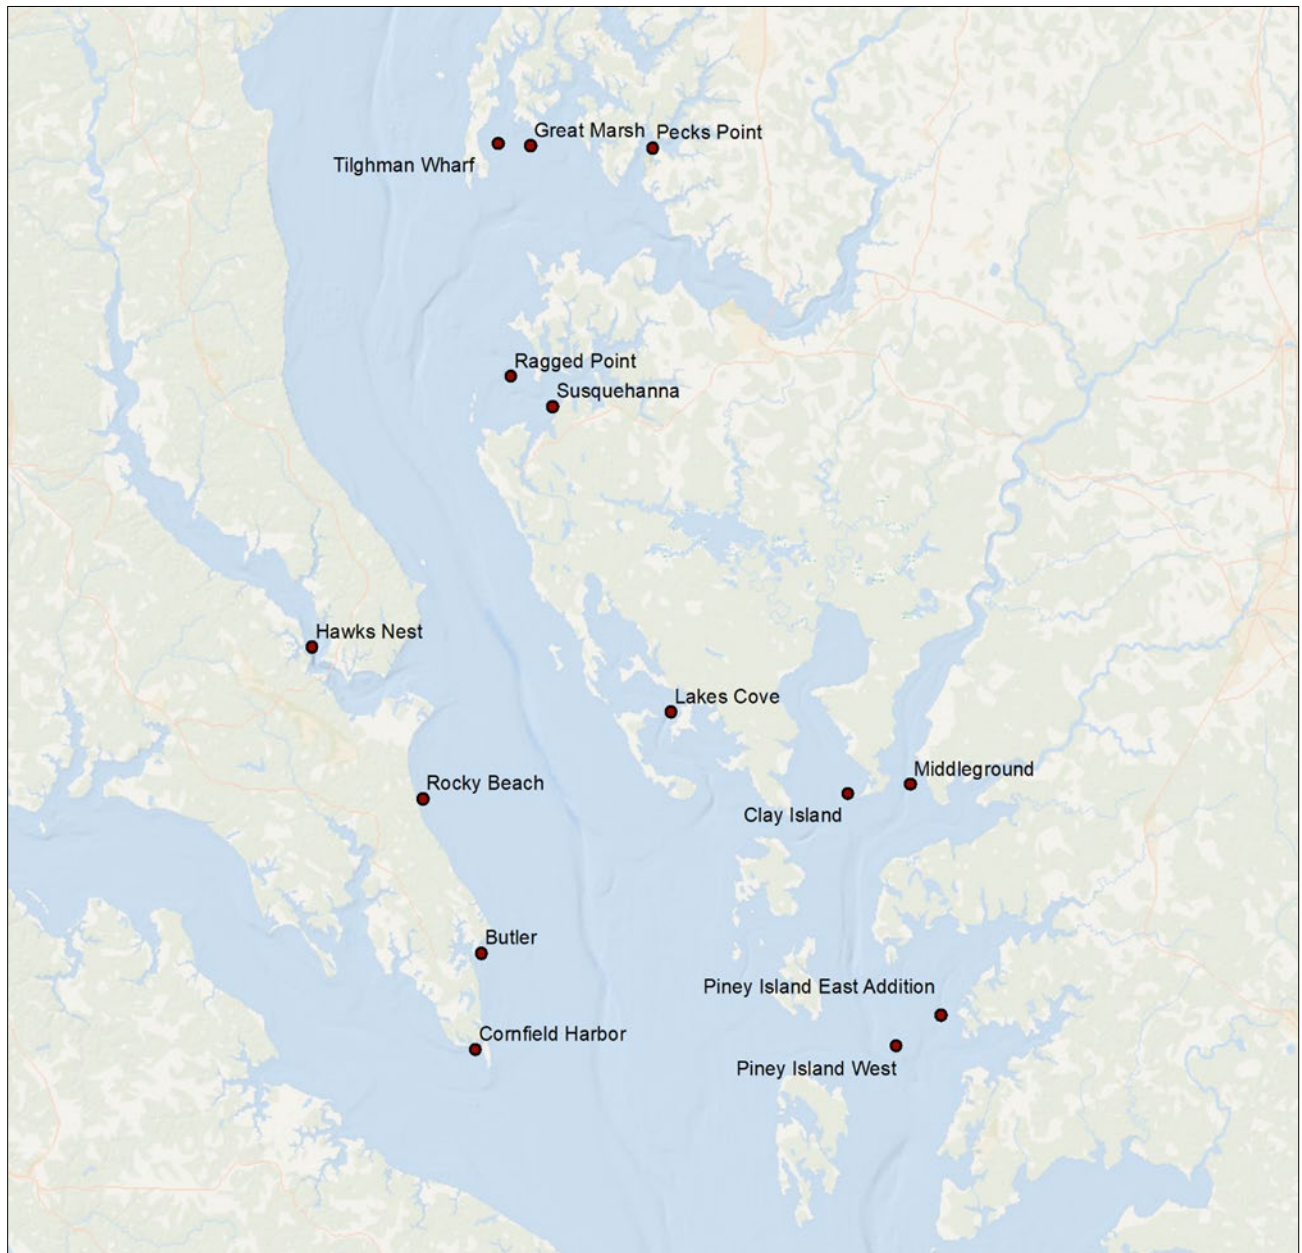 Great Marsh
Pecks Point
Tilghman Wharf
Ragged Point
Susquehanna
Hawks Nest
Lakes Cove
Middleground
Rocky Beach
Clay Island
Butler
Piney Island East Addition
Cornfield Harbor
Piney Island West